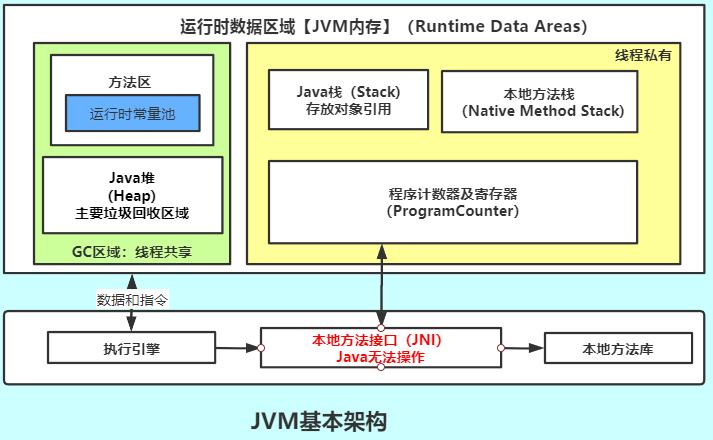 运行时数据区域【JVM内存】（Runtime Data Areas）
线程私有
方法区
运行时常量池
Java堆
（Heap）
主要垃圾回收区域
GC区域：线程共享
Java栈（Stack)
存放对象引用
本地方法栈
（Native Method Stack）
程序计数器及寄存器
（ProgramCounter）
数据和指令
执行引擎
本地方法接口（JNI）
Java无法操作
本地方法库
JVM基本架构